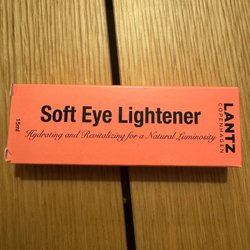 Soft Eye Lightener
Hydrating and Revitalizing for a Natural Luminosity
15ml
LANTZ
COPENHAGEN